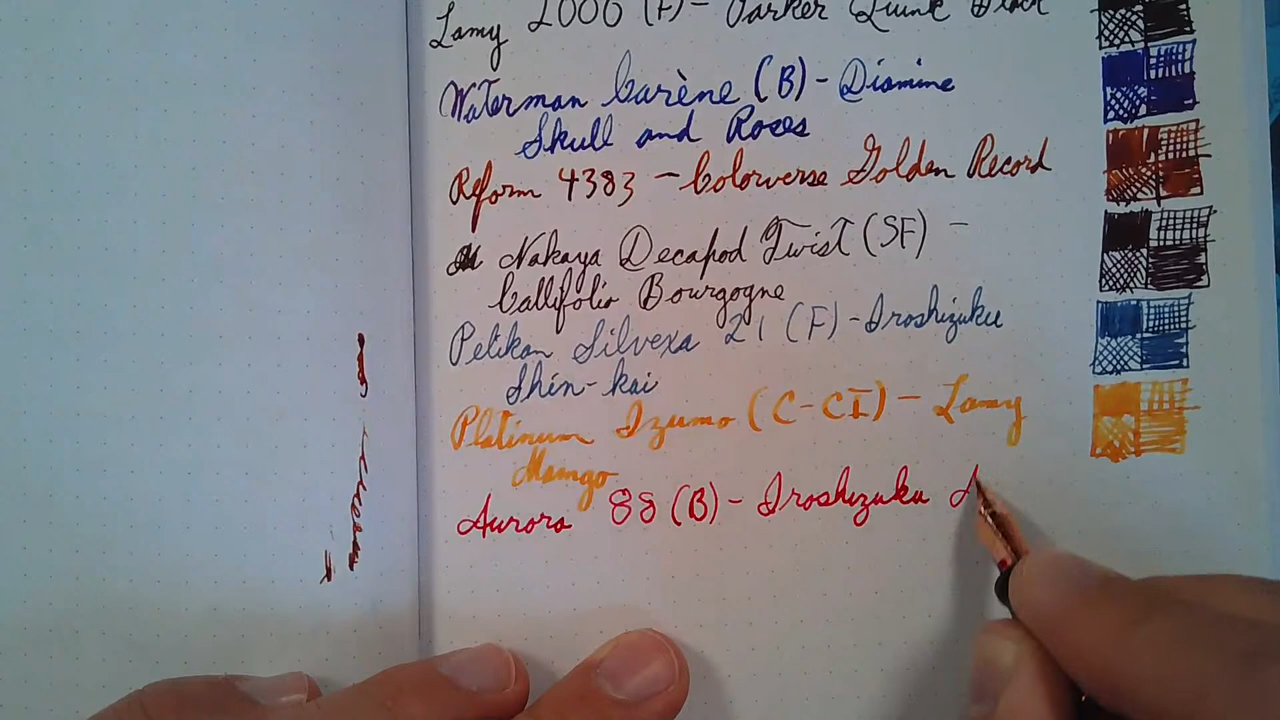 Lamy 2000 (F) - Parker Quink Black
Waterman Carène (B) - Diamine
Skull and Roses
Reform 4383 - Colorverse Golden Record
Nakaya Decapod Twist (SF) -
Callifolio Bourgogne
Pelikan Silvexa 21 (F) - Iroshizuku
Shin-kai
Platinum Izumo (C-CI) - Lamy
Mango
Aurora 88 (B) - Iroshizuku